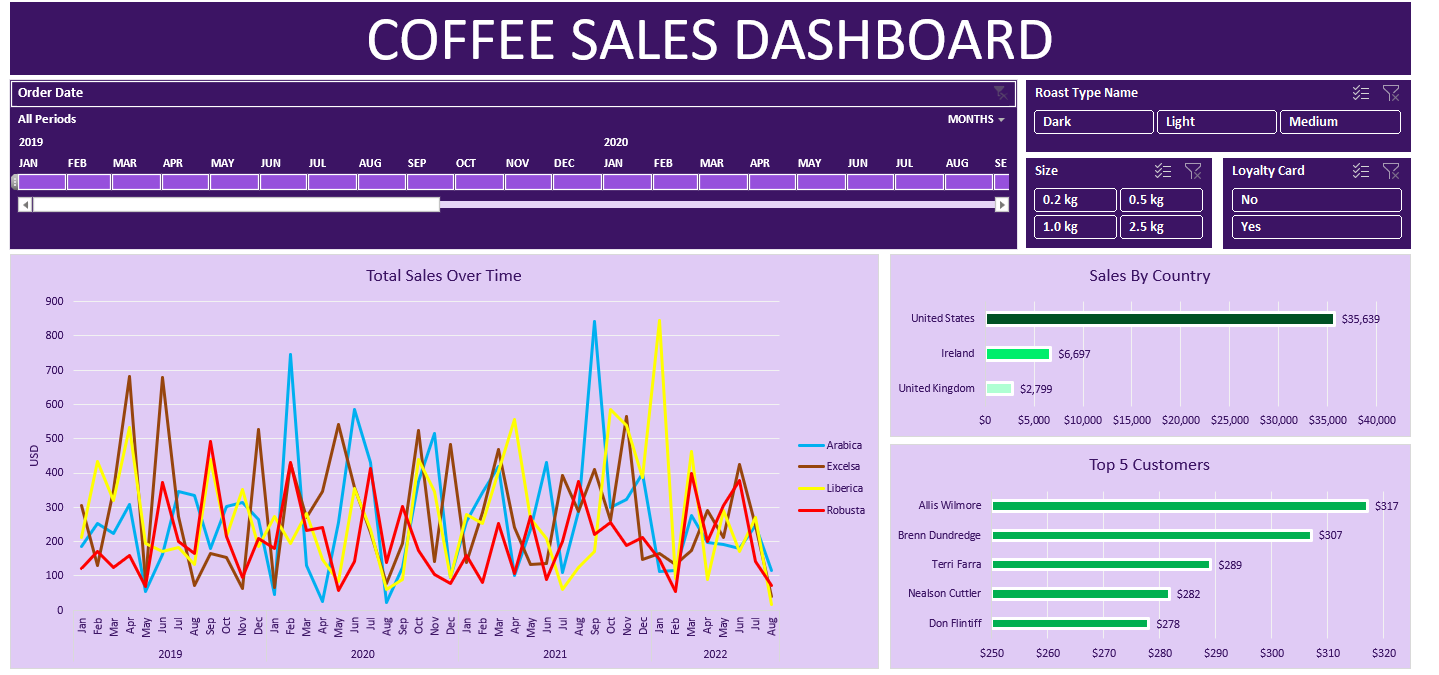 COFFEE SALES DASHBOARD
Order Date
All Periods
MONTHS
2019 2020
JAN FEB MAR APR MAY JUN JUL AUG SEP OCT NOV DEC JAN FEB MAR APR MAY JUN JUL AUG SE
Roast Type Name
Dark Light Medium
Size
0.2 kg 0.5 kg
1.0 kg 2.5 kg
Loyalty Card
No
Yes
Total Sales Over Time
900
800
700
600
500
400
300
200
100
0
USD
Jan Feb Mar Apr May Jun Jul Aug Sep Oct Nov Dec Jan Feb Mar Apr May Jun Jul Aug Sep Oct Nov Dec Jan Feb Mar Apr May Jun Jul Aug Sep Oct Nov Dec Jan Feb Mar Apr May Jun Jul Aug
2019 2020 2021 2022
Arabica
Excelsa
Liberica
Robusta
Sales By Country
United States $35,639
Ireland $6,697
United Kingdom $2,799
$0 $5,000 $10,000 $15,000 $20,000 $25,000 $30,000 $35,000 $40,000
Top 5 Customers
Allis Wilmore $317
Brenn Dundredge $307
Terri Farra $289
Nealson Cuttler $282
Don Flintiff $278
$250 $260 $270 $280 $290 $300 $310 $320